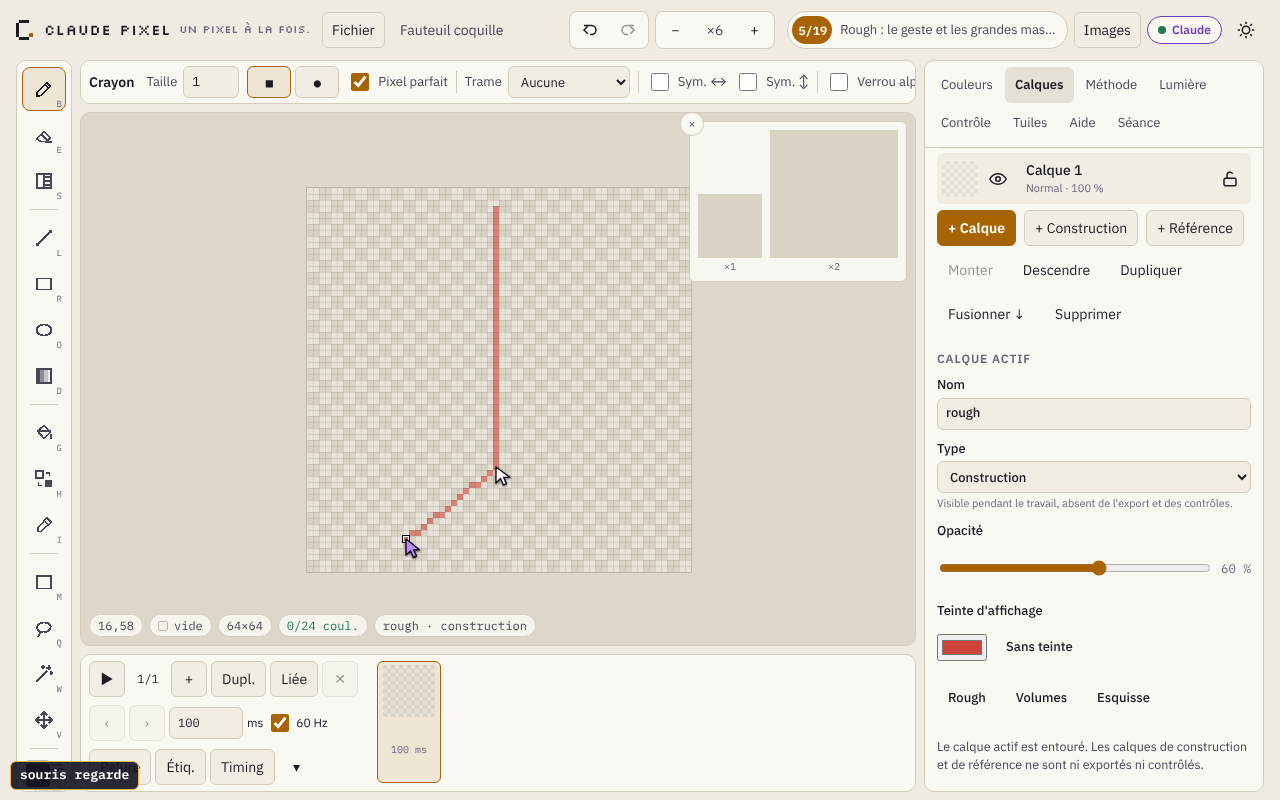 CLAUDE PIXEL UN PIXEL À LA FOIS. Fichier Fauteuil coquille − ×6 + 5/19 Rough : le geste et les grandes mas… Images Claude
Crayon Taille 1 Pixel parfait Trame Aucune Sym. ↔ Sym. ↕ Verrou alp
B
E
S
L
R
O
D
G
H
I
M
Q
W
V
×
×1 ×2
16,58 vide 64×64 0/24 coul. rough · construction
1/1 + Dupl. Liée ×
‹ › 100 ms 60 Hz
Étiq. Timing ▼
100 ms
souris regarde
Couleurs Calques Méthode Lumière
Contrôle Tuiles Aide Séance
Calque 1
Normal · 100 %
+ Calque + Construction + Référence
Monter Descendre Dupliquer
Fusionner ↓ Supprimer
CALQUE ACTIF
Nom
rough
Type
Construction
Visible pendant le travail, absent de l'export et des contrôles.
Opacité
60 %
Teinte d'affichage
Sans teinte
Rough Volumes Esquisse
Le calque actif est entouré. Les calques de construction
et de référence ne sont ni exportés ni contrôlés.